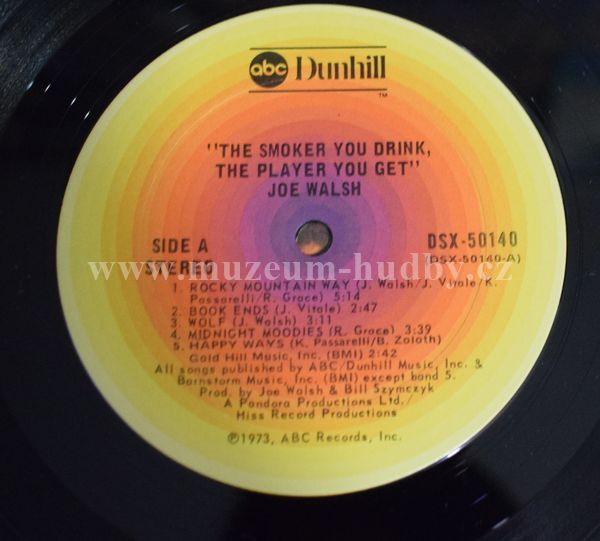 abc Dunhill
TM
"THE SMOKER YOU DRINK,
THE PLAYER YOU GET"
JOE WALSH
SIDE A
STEREO
DSX-50140
(DSX-50140-A)
www.muzeum-hudby.cz
1. ROCKY MOUNTAIN WAY (J. Walsh/J. Vitale/K.
Passarelli/R. Grace) 5:14
2. BOOK ENDS (J. Vitale) 2:47
3. WOLF (J. Walsh) 3:11
4. MIDNIGHT MOODIES (R. Grace) 3:39
5. HAPPY WAYS (K. Passarelli/B. Zoloth)
Gold Hill Music, Inc. (BMI) 2:42
All songs published by ABC/Dunhill Music, Inc. &
Barnstorm Music, Inc. (BMI) except band 5.
Prod. by Joe Walsh & Bill Szymczyk
A Pandora Productions Ltd./
Hiss Record Productions
℗1973, ABC Records, Inc.